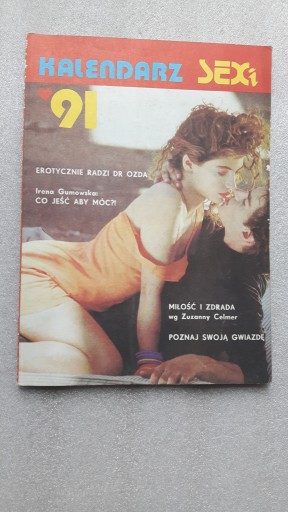 KALENDARZ SEXi
91
EROTYCZNIE RADZI DR OZDA
Irena Gumowska:
CO JEŚĆ ABY MÓC?!
MIŁOŚĆ I ZDRADA
wg Zuzanny Celmer
POZNAJ SWOJĄ GWIAZDĘ